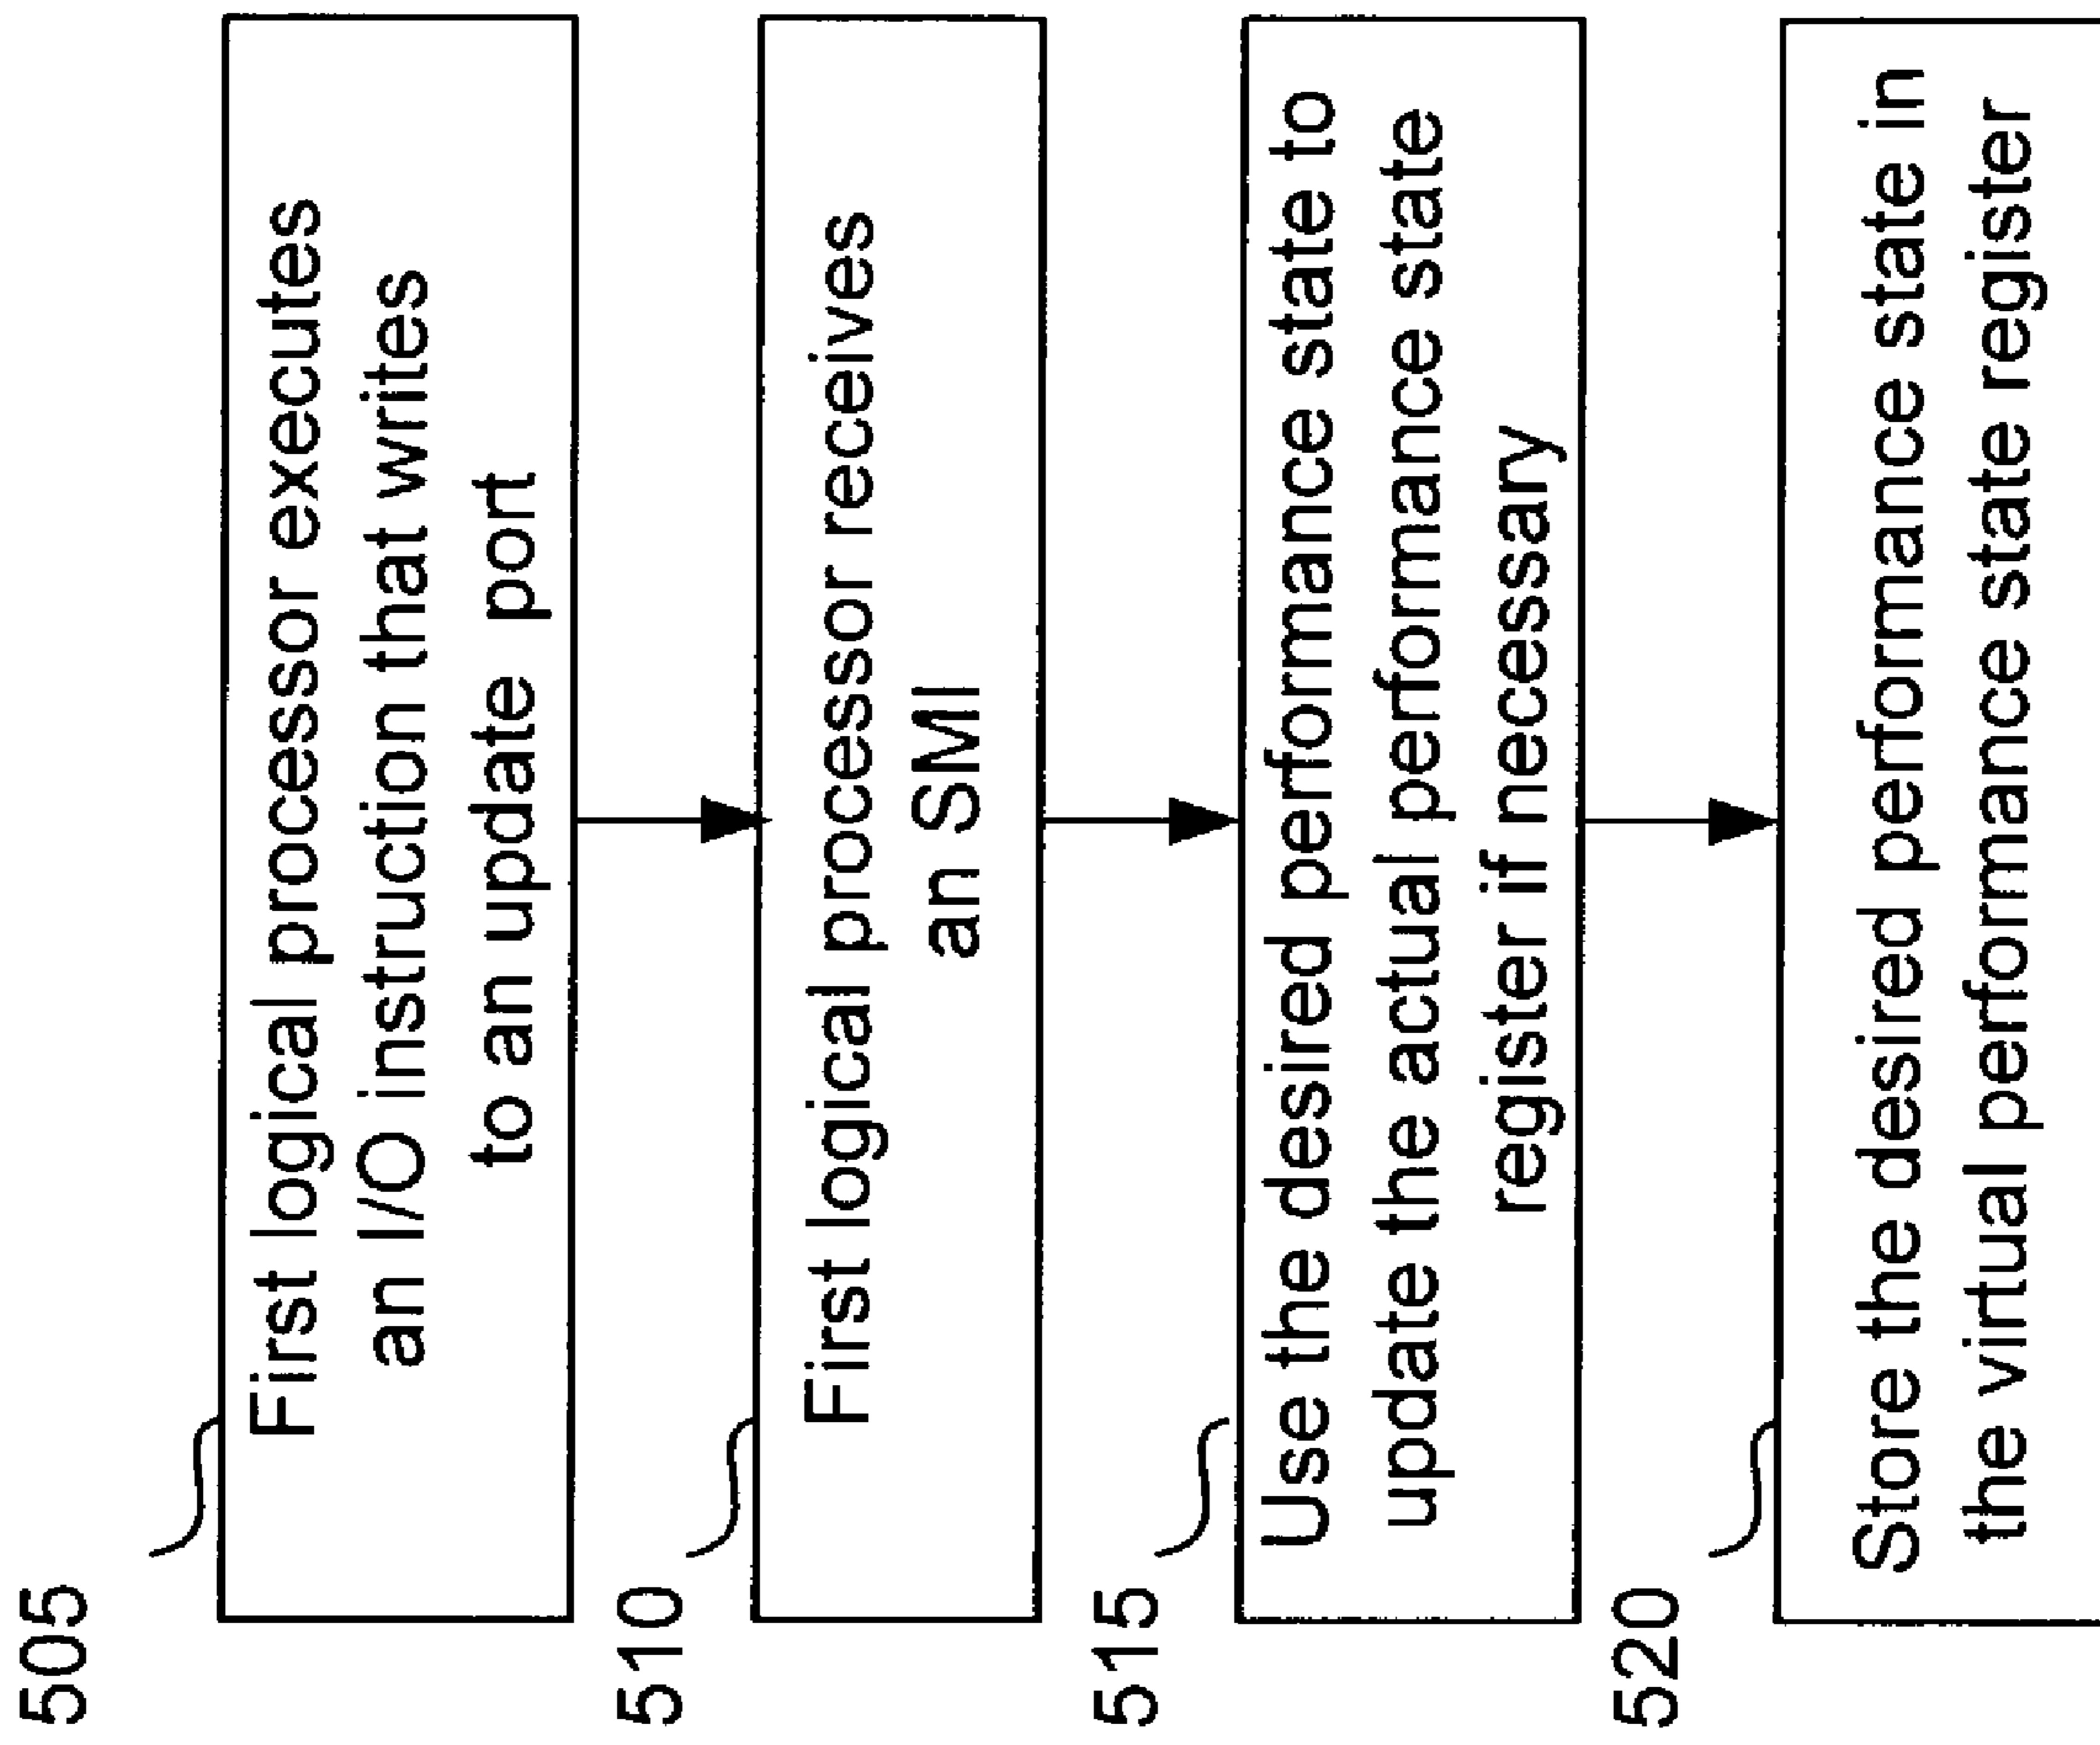 505
First logical processor executes
an I/O instruction that writes
to an update port
510
First logical processor receives
an SMI
515
Use the desired performance state to
update the actual performance state
register if necessary
520
Store the desired performance state in
the virtual performance state register